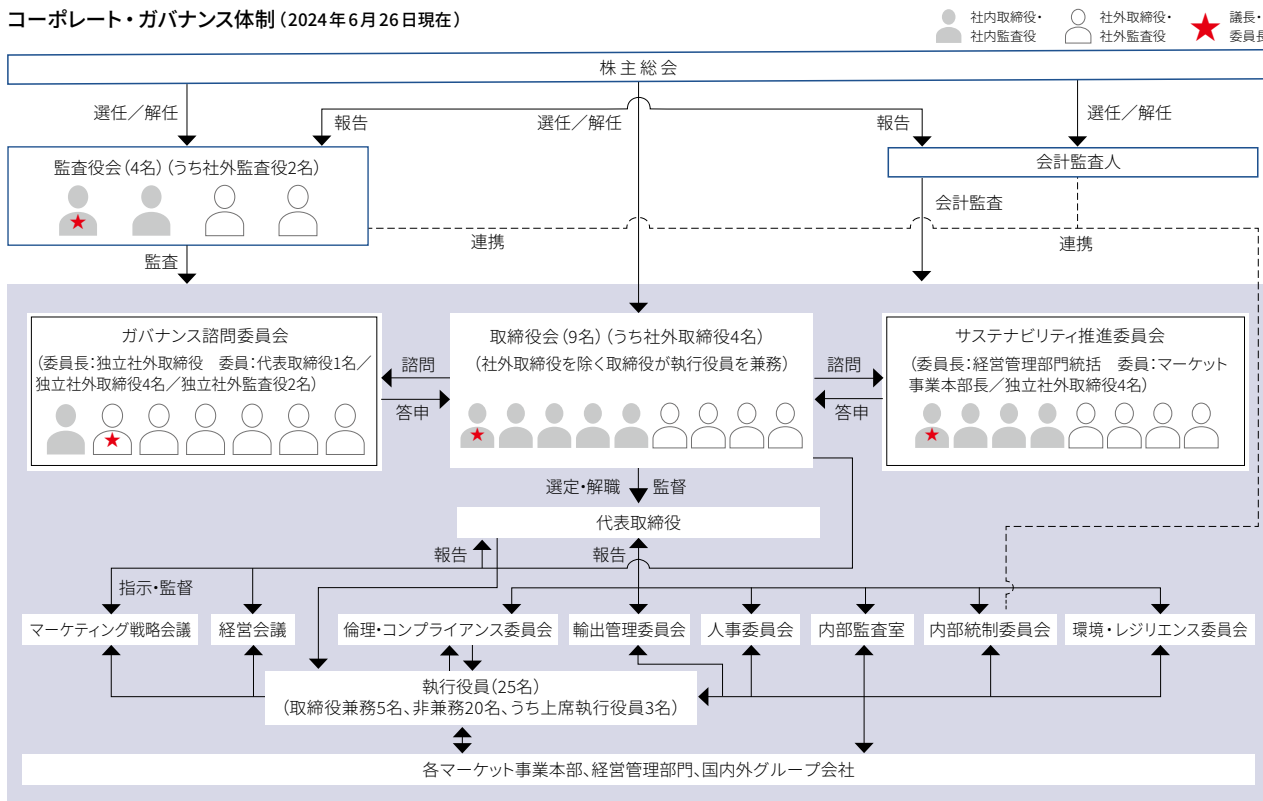 コーポレート・ガバナンス体制(2024年6月26日現在)
社内取締役・
社内監査役
社外取締役・
社外監査役
議長・
委員長
株主総会
選任／解任
報告
選任／解任
報告
選任／解任
監査役会(4名)(うち社外監査役2名)
会計監査人
会計監査
連携
連携
監査
ガバナンス諮問委員会
(委員長:独立社外取締役 委員:代表取締役1名／
独立社外取締役4名／独立社外監査役2名)
諮問
答申
取締役会(9名)(うち社外取締役4名)
(社外取締役を除く取締役が執行役員を兼務)
諮問
答申
サステナビリティ推進委員会
(委員長:経営管理部門統括 委員:マーケット
事業本部長／独立社外取締役4名)
選定・解職
監督
代表取締役
報告
報告
指示・監督
マーケティング戦略会議
経営会議
倫理・コンプライアンス委員会
輸出管理委員会
人事委員会
内部監査室
内部統制委員会
環境・レジリエンス委員会
執行役員(25名)
(取締役兼務5名、非兼務20名、うち上席執行役員3名)
各マーケット事業本部、経営管理部門、国内外グループ会社